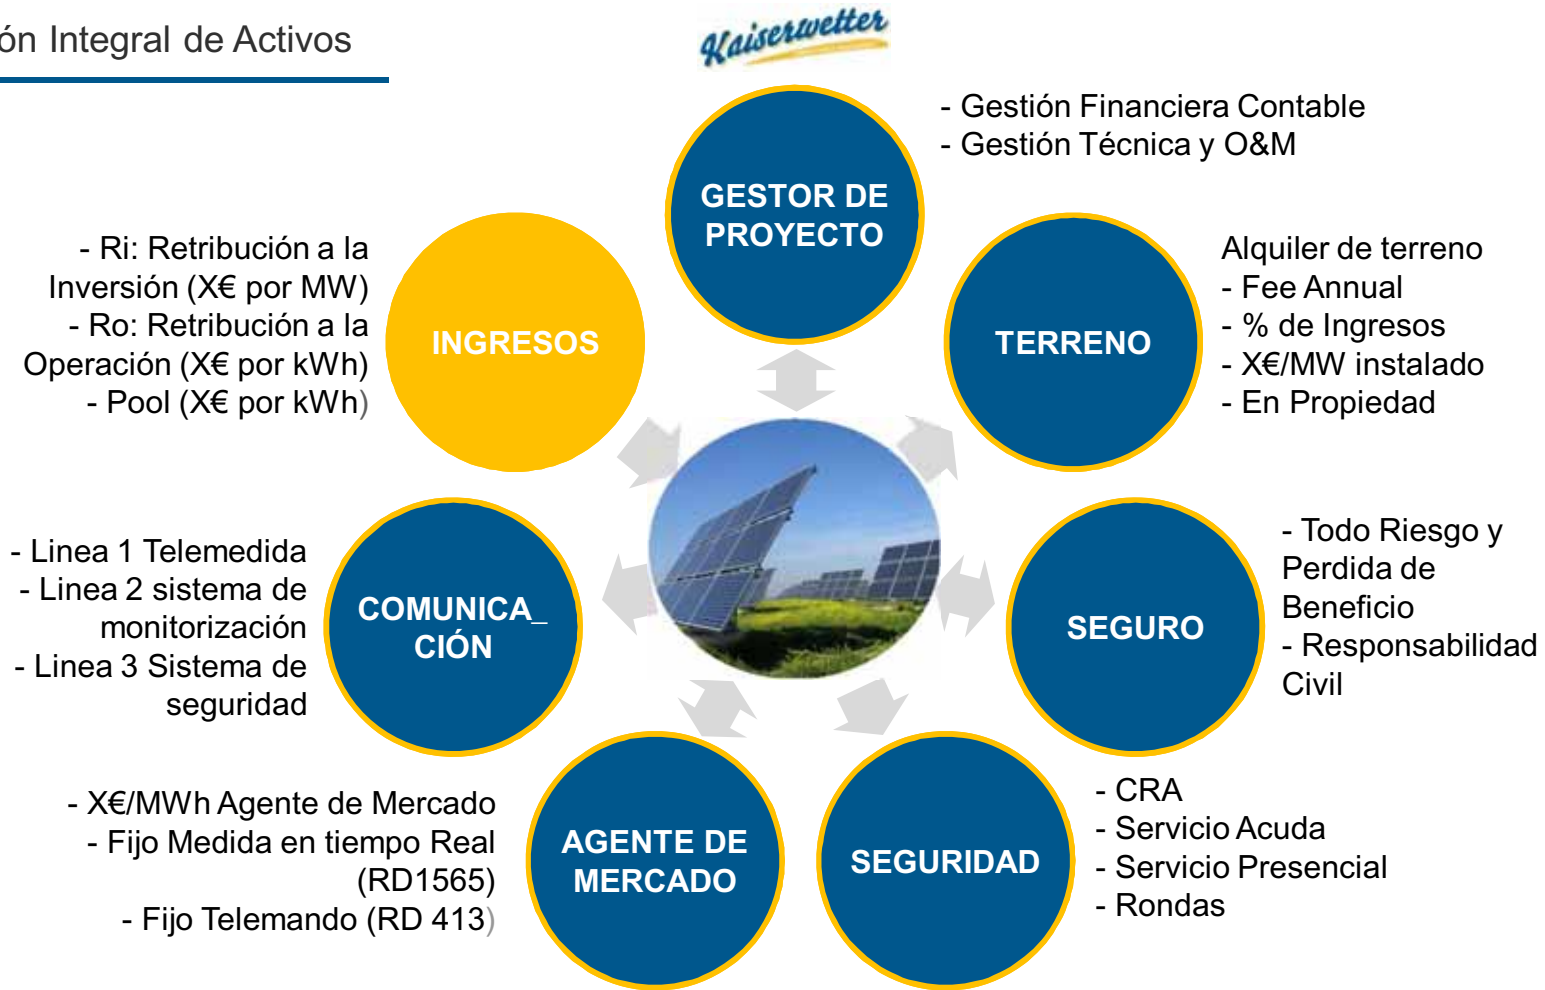 ón Integral de Activos
Kaiserwetter
GESTOR DE
PROYECTO
- Gestión Financiera Contable
- Gestión Técnica y O&M
INGRESOS
- Ri: Retribución a la
Inversión (X€ por MW)
- Ro: Retribución a la
Operación (X€ por kWh)
- Pool (X€ por kWh)
TERRENO
Alquiler de terreno
- Fee Annual
- % de Ingresos
- X€/MW instalado
- En Propiedad
COMUNICA_
CIÓN
- Linea 1 Telemedida
- Linea 2 sistema de
monitorización
- Linea 3 Sistema de
seguridad
SEGURO
- Todo Riesgo y
Perdida de
Beneficio
- Responsabilidad
Civil
AGENTE DE
MERCADO
- X€/MWh Agente de Mercado
- Fijo Medida en tiempo Real
(RD1565)
- Fijo Telemando (RD 413)
SEGURIDAD
- CRA
- Servicio Acuda
- Servicio Presencial
- Rondas